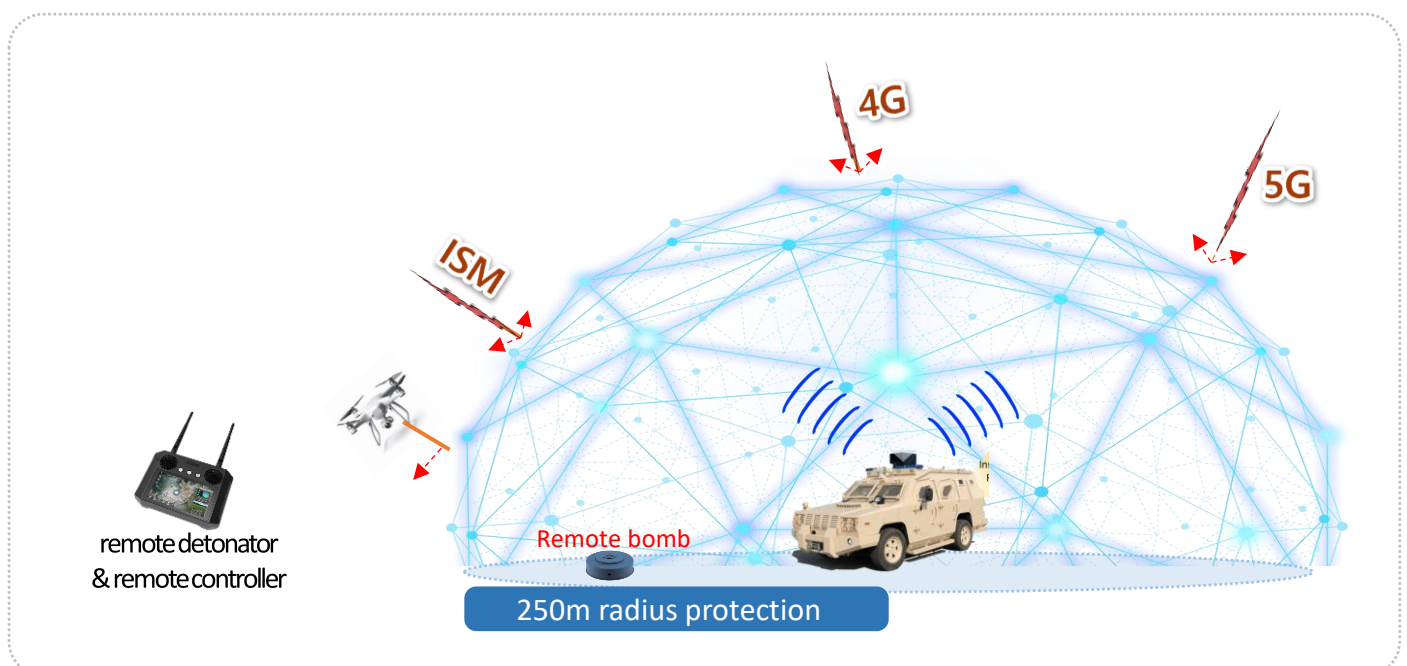 4G
5G
ISM
Remote bomb
remote detonator
& remote controller
250m radius protection